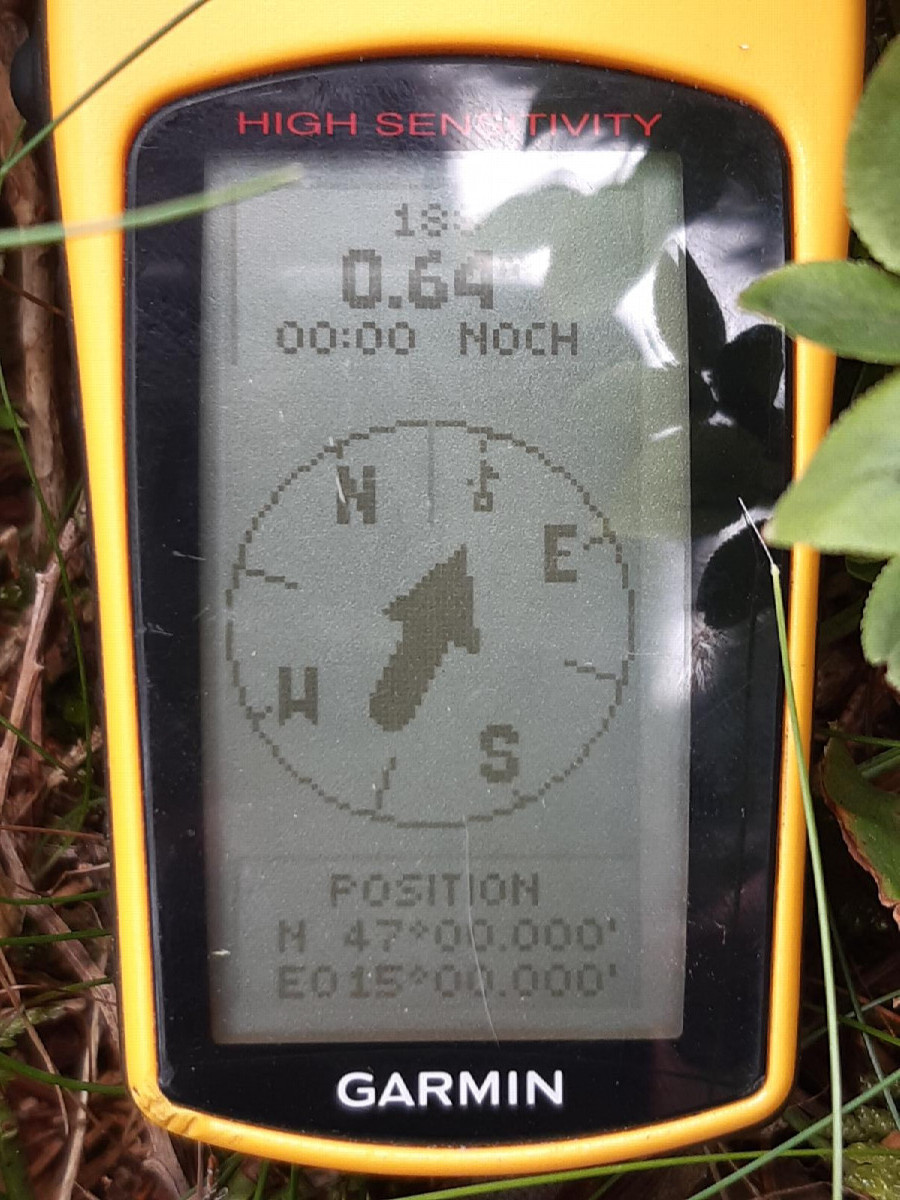 HIGH SENSITIVITY
0.64
00:00 NOCH
N
E
W
S
POSITION
N 47°00.000'
E015°00.000'
GARMIN